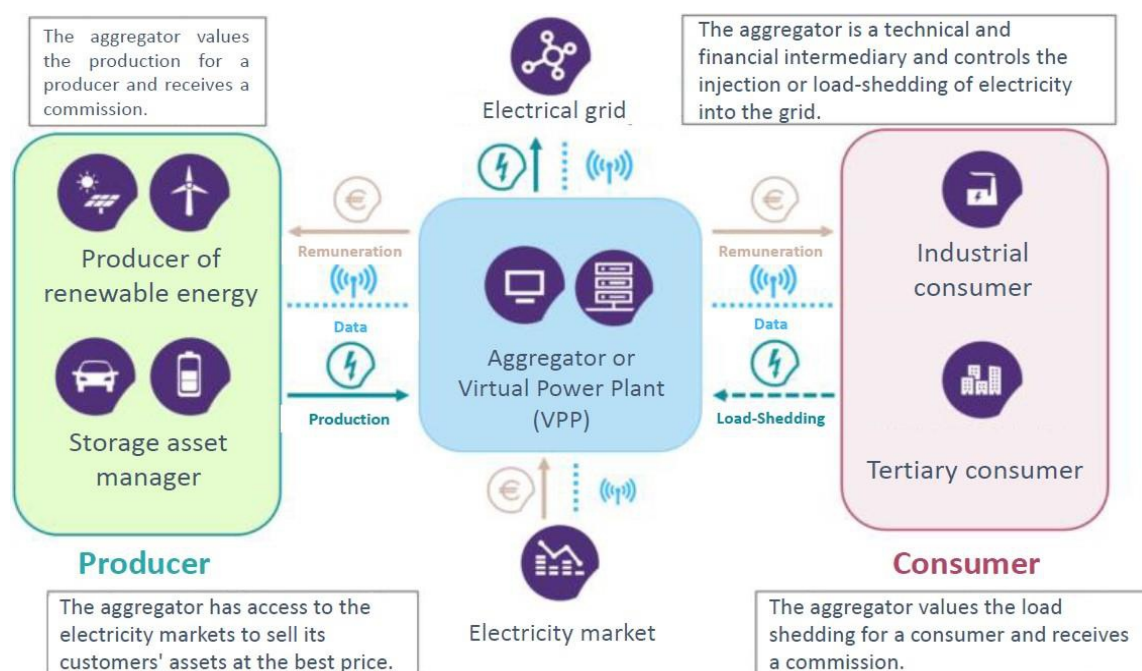 The aggregator values
the production for a
producer and receives a
commission.
The aggregator is a technical and
financial intermediary and controls the
injection or load-shedding of electricity
into the grid.
Electrical grid
Producer of
renewable energy
Storage asset
manager
Producer
€
Remuneration
Data
Production
Aggregator or
Virtual Power Plant
(VPP)
€
Remuneration
Data
Load-Shedding
Industrial
consumer
Tertiary consumer
Consumer
€
Electricity market
The aggregator has access to the
electricity markets to sell its
customers' assets at the best price.
The aggregator values the load
shedding for a consumer and receives
a commission.